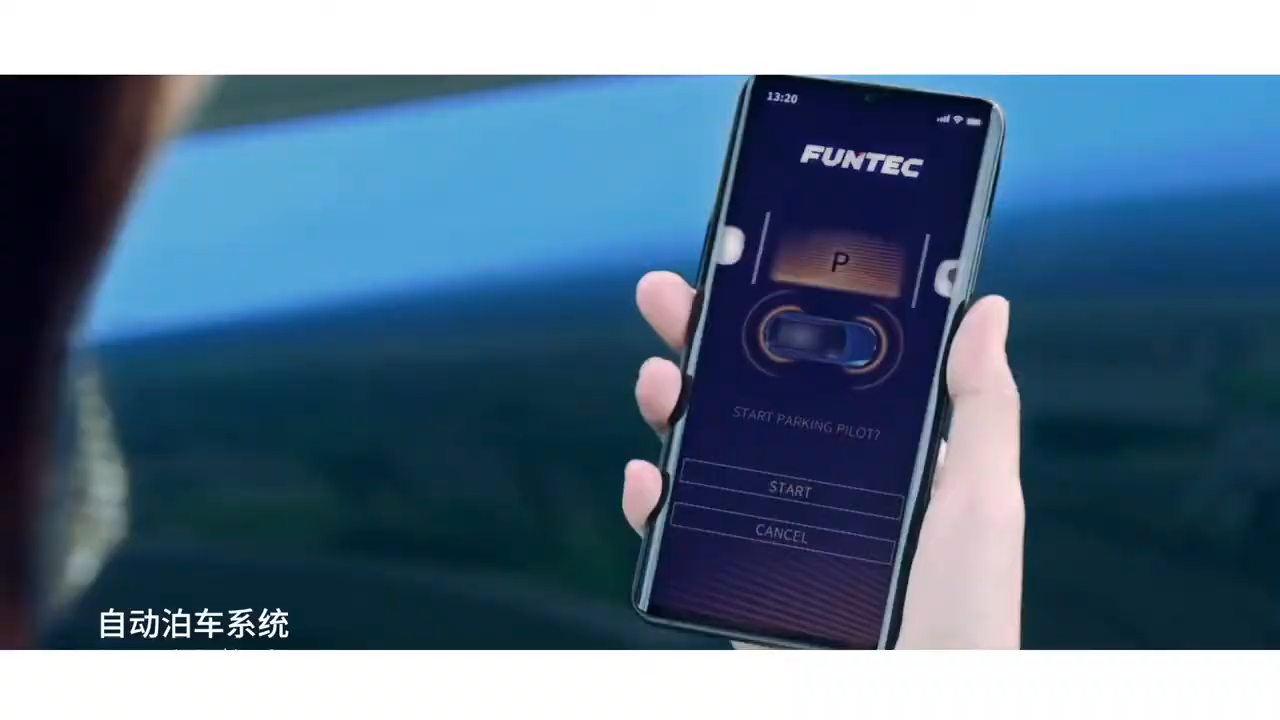 13:20
FUNTEC
P
START PARKING PILOT?
START
CANCEL
自动泊车系统